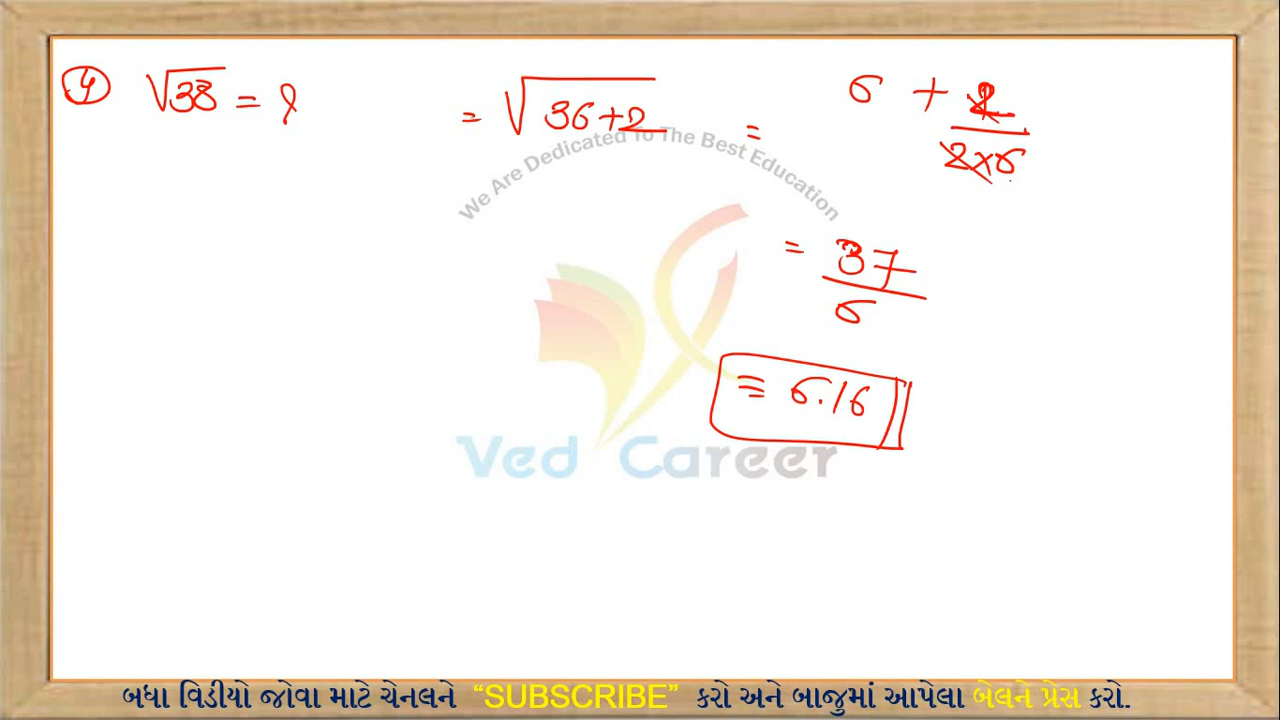 ५ √38 = ? = √36+2 = 6 + 2/2×6
We Are Dedicated To The Best Education
= 37/6
≡ 6.16
Ved Career
બધા વિડીયો જોવા માટે ચેનલને “SUBSCRIBE” કરો અને બાજુમાં આપેલા બેલને પ્રેસ કરો.